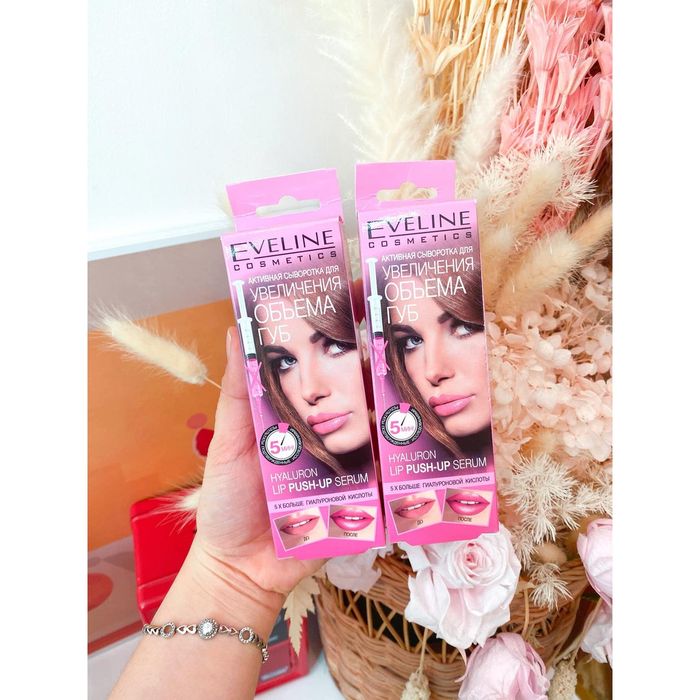 EVELINE
COSMETICS
АКТИВНАЯ СЫВОРОТКА ДЛЯ
УВЕЛИЧЕНИЯ
ОБЪЕМА
ГУБ
5 МИН
HYALURON
LIP PUSH-UP SERUM
5 X БОЛЬШЕ ГИАЛУРОНОВОЙ КИСЛОТЫ
ДО
ПОСЛЕ
EVELINE
COSMETICS
АКТИВНАЯ СЫВОРОТКА ДЛЯ
УВЕЛИЧЕНИЯ
ОБЪЕМА
ГУБ
5 МИН
HYALURON
LIP PUSH-UP SERUM
5 X БОЛЬШЕ ГИАЛУРОНОВОЙ КИСЛОТЫ
ДО
ПОСЛЕ